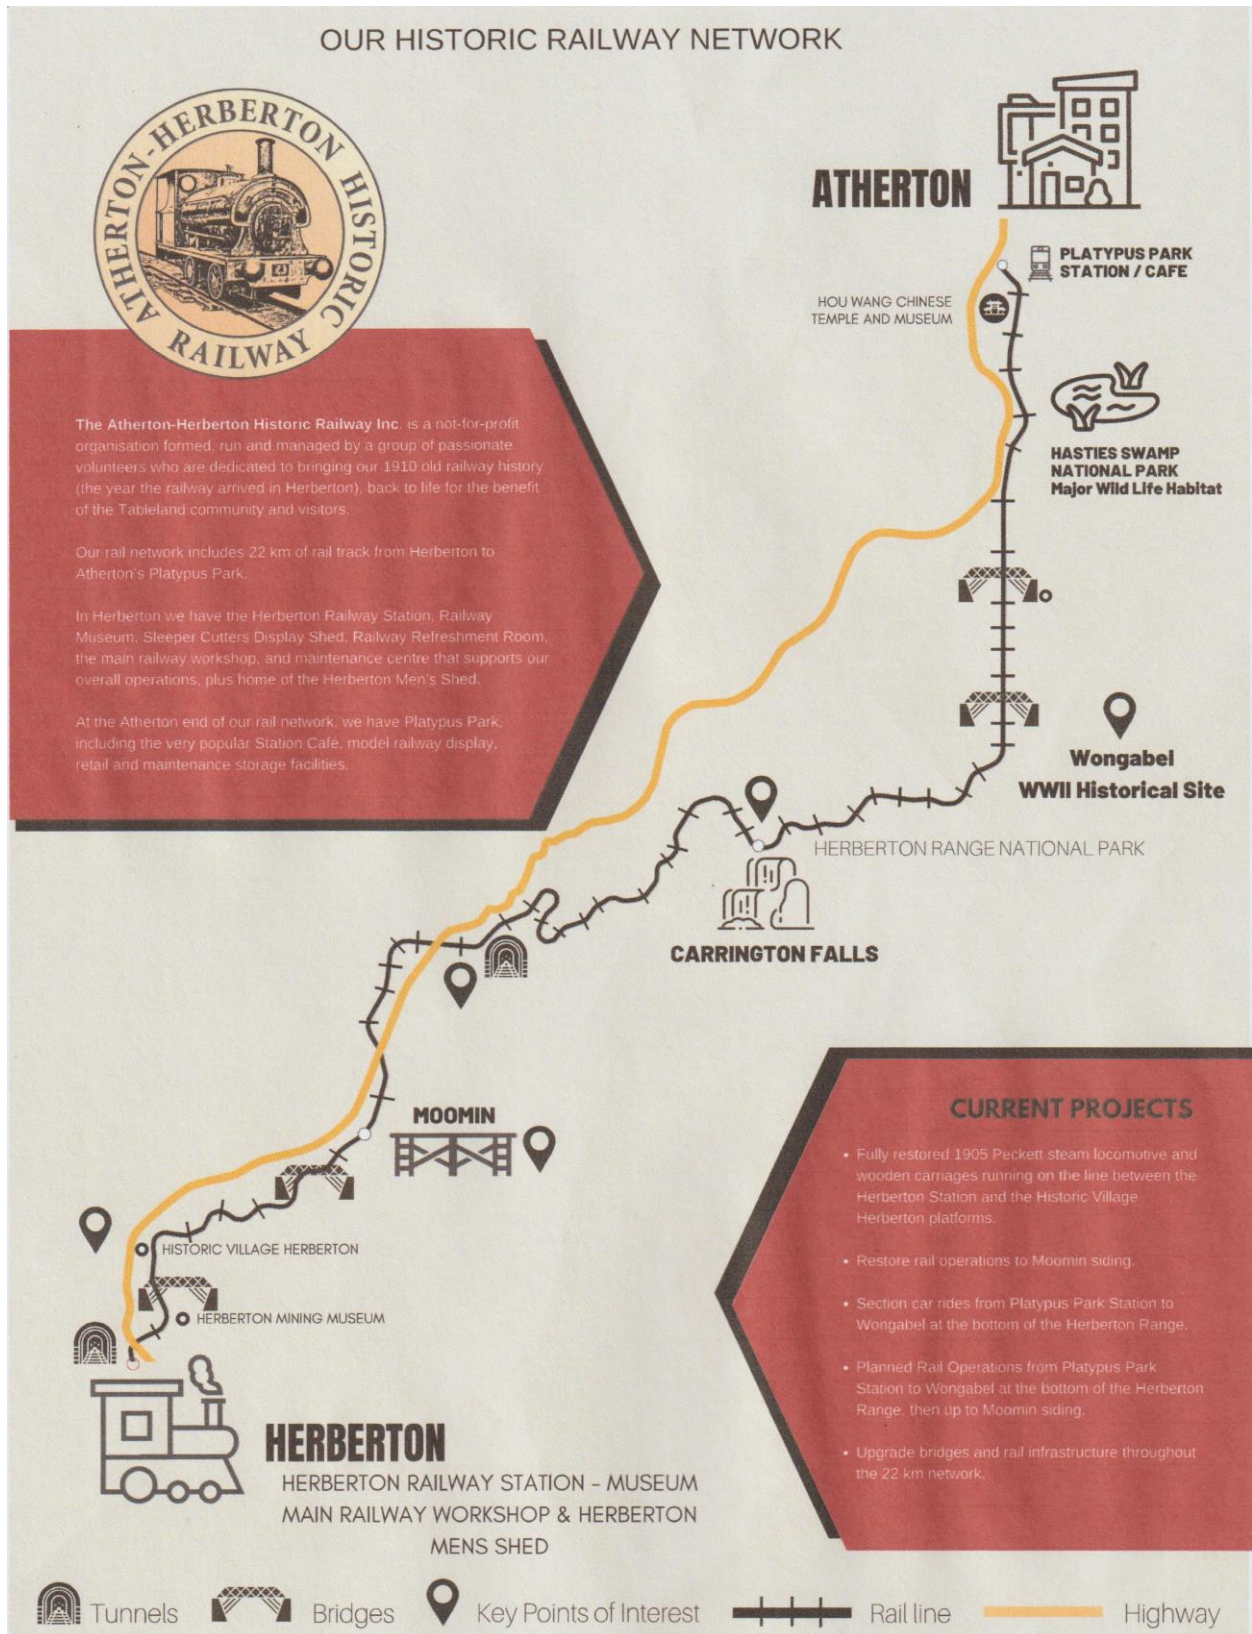 OUR HISTORIC RAILWAY NETWORK
ATHERTON-HERBERTON HISTORIC RAILWAY
ATHERTON
PLATYPUS PARK
STATION / CAFE
HOU WANG CHINESE
TEMPLE AND MUSEUM
HASTIES SWAMP
NATIONAL PARK
Major Wild Life Habitat
The Atherton-Herberton Historic Railway Inc. is a not-for-profit
organisation formed, run and managed by a group of passionate
volunteers who are dedicated to bringing our 1910 old railway history
(the year the railway arrived in Herberton), back to life for the benefit
of the Tableland community and visitors.
Our rail network includes 22 km of rail track from Herberton to
Atherton's Platypus Park.
In Herberton we have the Herberton Railway Station, Railway
Museum, Sleeper Cutters Display Shed, Railway Refreshment Room,
the main railway workshop, and maintenance centre that supports our
overall operations, plus home of the Herberton Men's Shed.
At the Atherton end of our rail network, we have Platypus Park,
including the very popular Station Café, model railway display,
retail and maintenance storage facilities.
Wongabel
WWII Historical Site
HERBERTON RANGE NATIONAL PARK
CARRINGTON FALLS
MOOMIN
HISTORIC VILLAGE HERBERTON
HERBERTON MINING MUSEUM
CURRENT PROJECTS
• Fully restored 1905 Peckett steam locomotive and
wooden carriages running on the line between the
Herberton Station and the Historic Village
Herberton platforms.
• Restore rail operations to Moomin siding.
• Section car rides from Platypus Park Station to
Wongabel at the bottom of the Herberton Range.
• Planned Rail Operations from Platypus Park
Station to Wongabel at the bottom of the Herberton
Range, then up to Moomin siding.
• Upgrade bridges and rail infrastructure throughout
the 22 km network.
HERBERTON
HERBERTON RAILWAY STATION - MUSEUM
MAIN RAILWAY WORKSHOP & HERBERTON
MENS SHED
Tunnels
Bridges
Key Points of Interest
Rail line
Highway